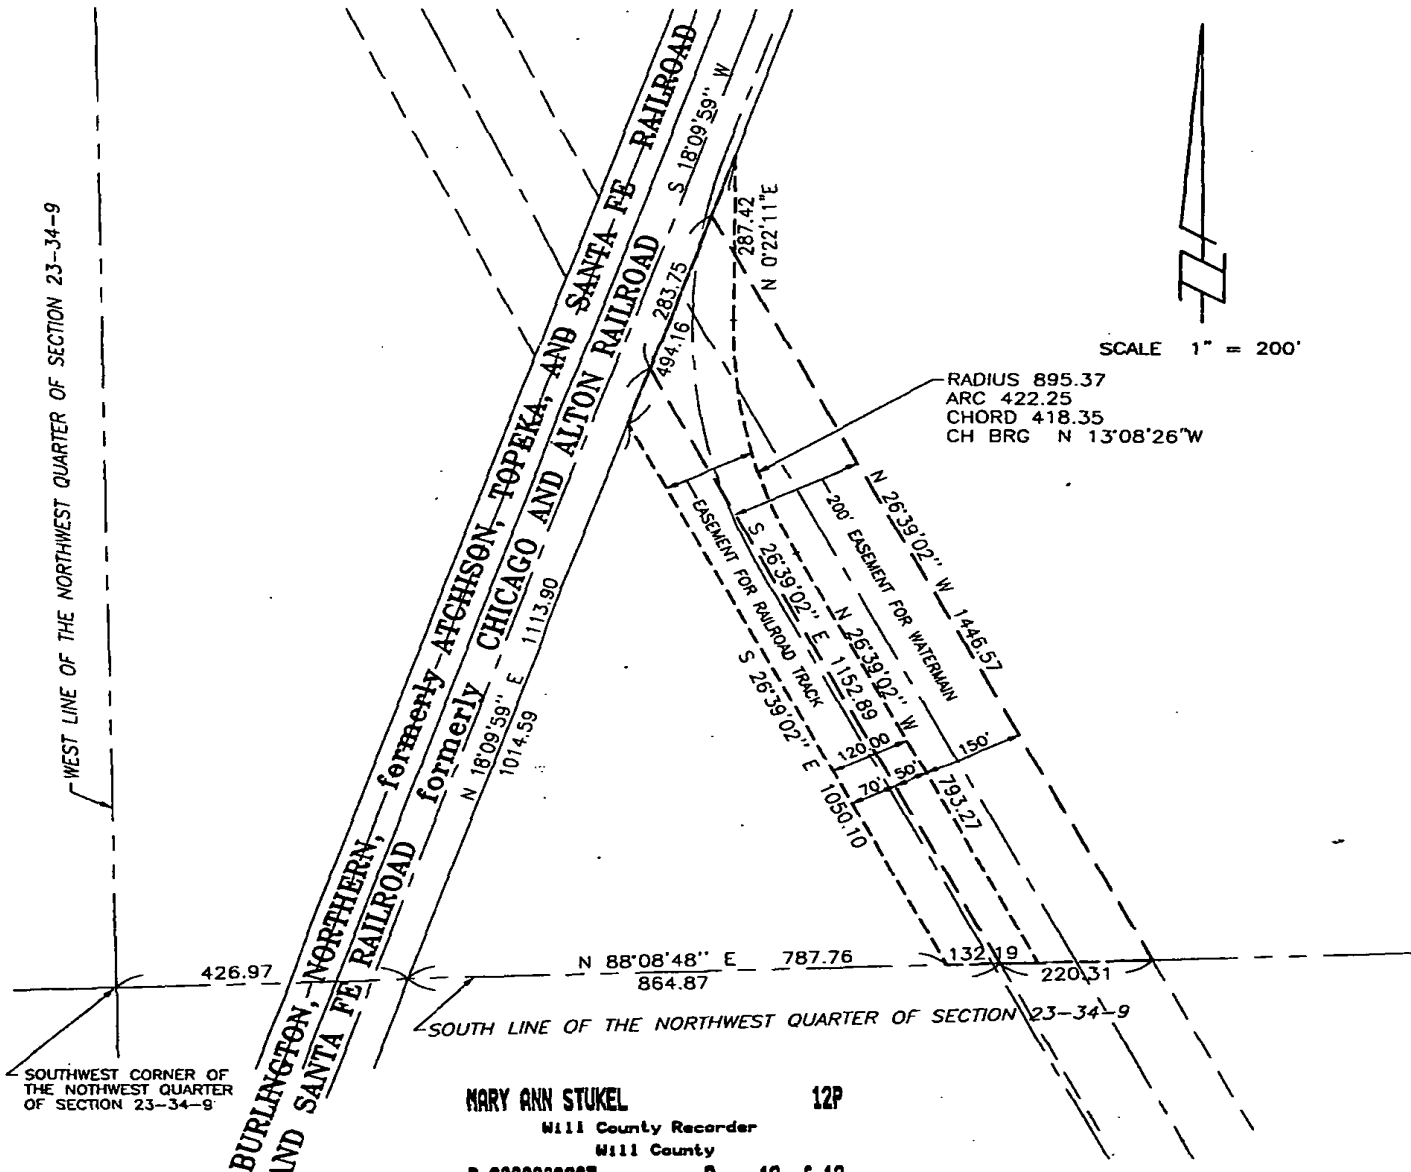 WEST LINE OF THE NORTHWEST QUARTER OF SECTION 23-34-9
BURLINGTON, NORTHERN, formerly ATCHISON, TOPEKA, AND SANTA FE RAILROAD
AND SANTA FE RAILROAD formerly CHICAGO AND ALTON RAILROAD
S 18°09'59" W
287.42
N 0°22'11"E
283.75
494.16
SCALE 1" = 200'
RADIUS 895.37
ARC 422.25
CHORD 418.35
CH BRG N 13°08'26"W
N 26°39'02" W 1446.57
200' EASEMENT FOR WATERMAIN
EASEMENT FOR RAILROAD TRACK
S 26°39'02" E 1152.89
N 26°39'02" W
793.27
S 26°39'02" E 1050.10
N 18°09'59" E 1113.90
1014.59
120.00
150'
70'
50'
426.97
N 88°08'48" E 787.76
864.87
132.19
220.31
SOUTH LINE OF THE NORTHWEST QUARTER OF SECTION 23-34-9
SOUTHWEST CORNER OF
THE NOTHWEST QUARTER
OF SECTION 23-34-9
MARY ANN STUKEL 12P
Will County Recorder
Will County